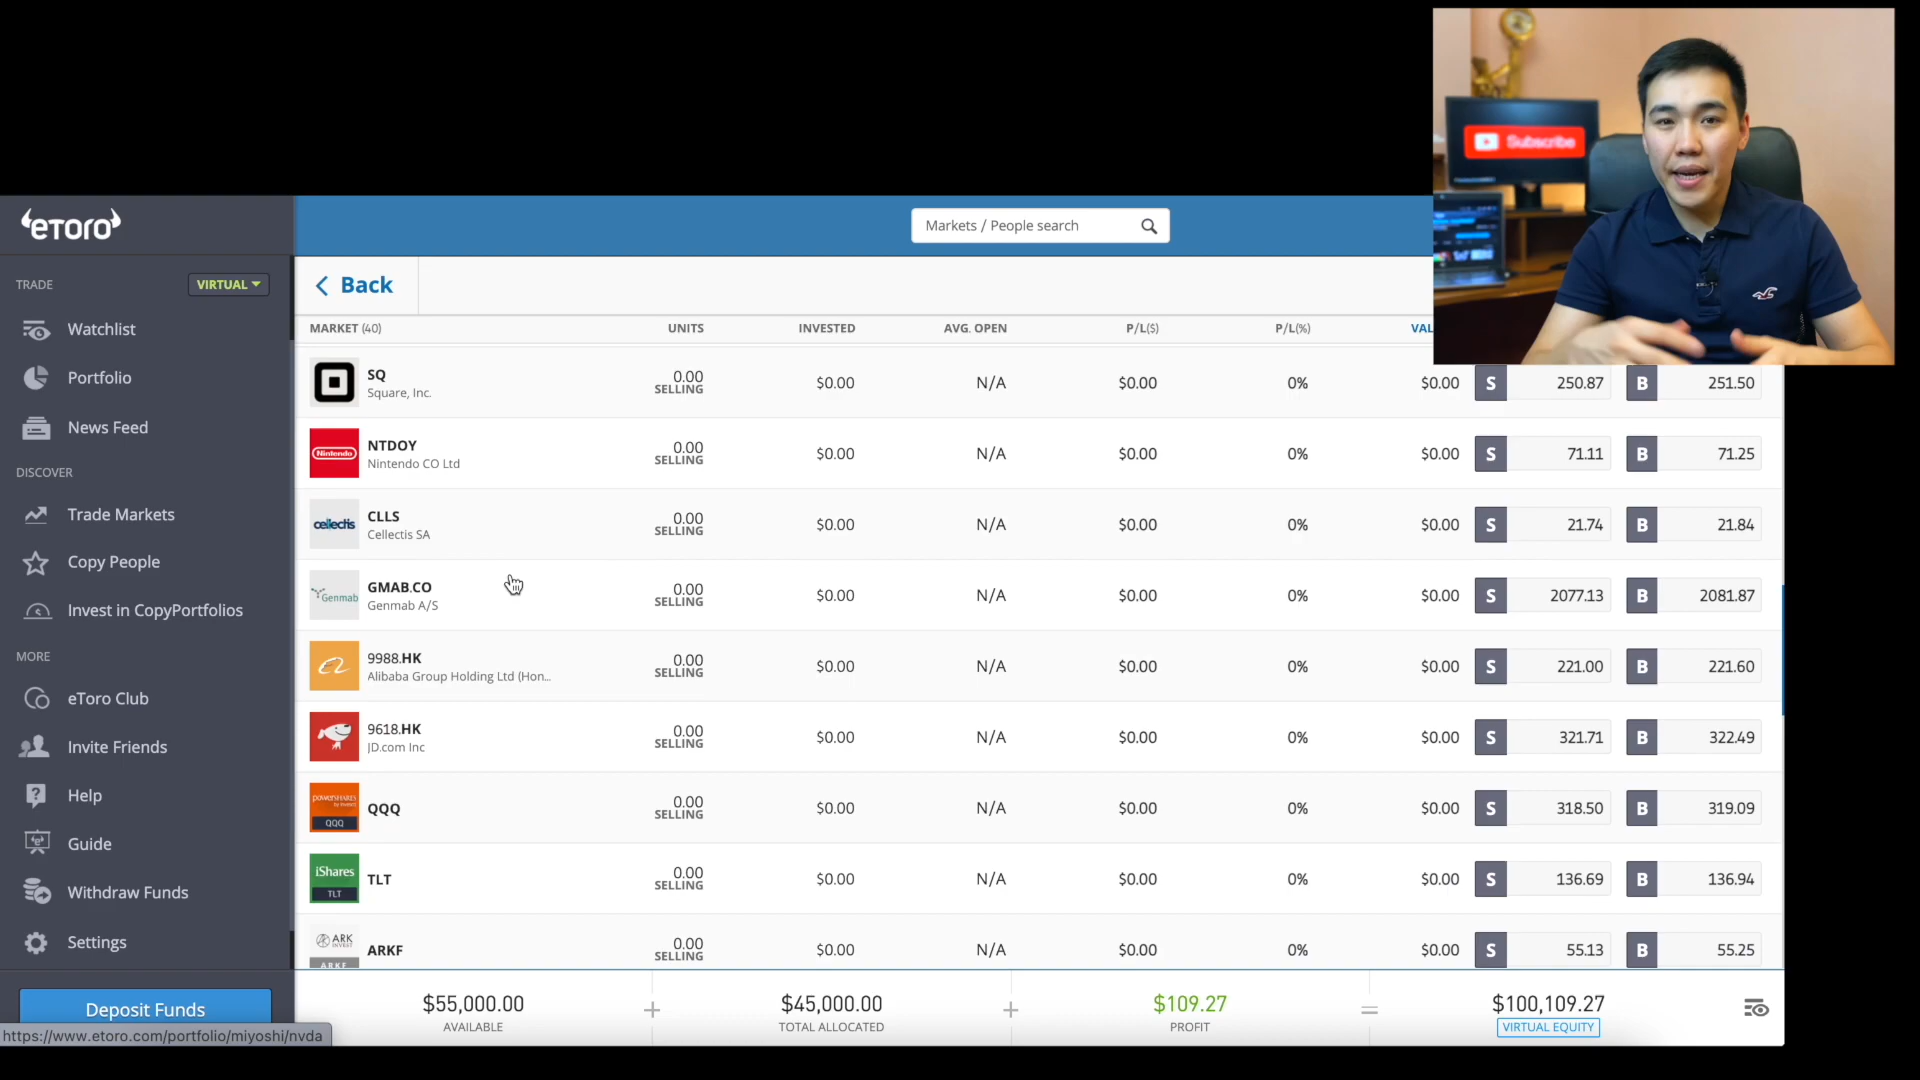 Subscribe
eToro
Markets / People search
TRADE
VIRTUAL
Back
MARKET (40) UNITS INVESTED AVG. OPEN P/L($) P/L(%) VAL
Watchlist
Portfolio
News Feed
DISCOVER
Trade Markets
Copy People
Invest in CopyPortfolios
MORE
eToro Club
Invite Friends
Help
Guide
Withdraw Funds
Settings
Deposit Funds
https://www.etoro.com/portfolio/miyoshi/nvda
SQ 0.00 $0.00 N/A $0.00 0% $0.00 S 250.87 B 251.50
Square, Inc. SELLING
Nintendo NTDOY 0.00 $0.00 N/A $0.00 0% $0.00 S 71.11 B 71.25
Nintendo CO Ltd SELLING
cellectis CLLS 0.00 $0.00 N/A $0.00 0% $0.00 S 21.74 B 21.84
Cellectis SA SELLING
Genmab GMAB.CO 0.00 $0.00 N/A $0.00 0% $0.00 S 2077.13 B 2081.87
Genmab A/S SELLING
9988.HK 0.00 $0.00 N/A $0.00 0% $0.00 S 221.00 B 221.60
Alibaba Group Holding Ltd (Hon... SELLING
9618.HK 0.00 $0.00 N/A $0.00 0% $0.00 S 321.71 B 322.49
JD.com Inc SELLING
powerSHARES QQQ QQQ 0.00 SELLING $0.00 N/A $0.00 0% $0.00 S 318.50 B 319.09
iShares TLT TLT 0.00 SELLING $0.00 N/A $0.00 0% $0.00 S 136.69 B 136.94
ARK INVEST ARKF ARKF 0.00 SELLING $0.00 N/A $0.00 0% $0.00 S 55.13 B 55.25
$55,000.00 + $45,000.00 + $109.27 = $100,109.27
AVAILABLE TOTAL ALLOCATED PROFIT VIRTUAL EQUITY